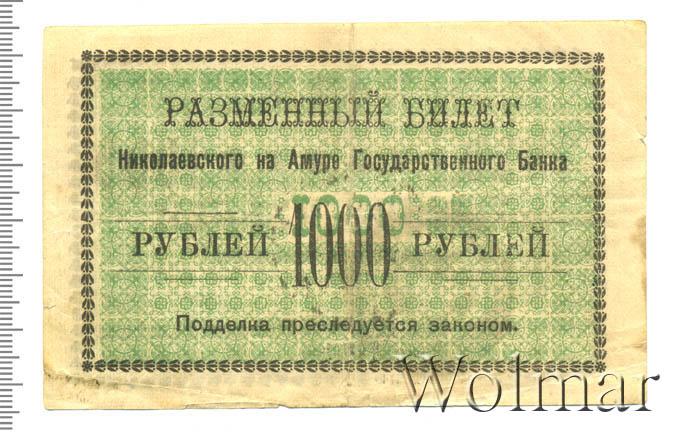 РАЗМЕННЫЙ БИЛЕТ
Николаевского на Амуре Государственного Банка
РУБЛЕЙ 1000 РУБЛЕЙ
Подделка преследуется законом.
Wolmar